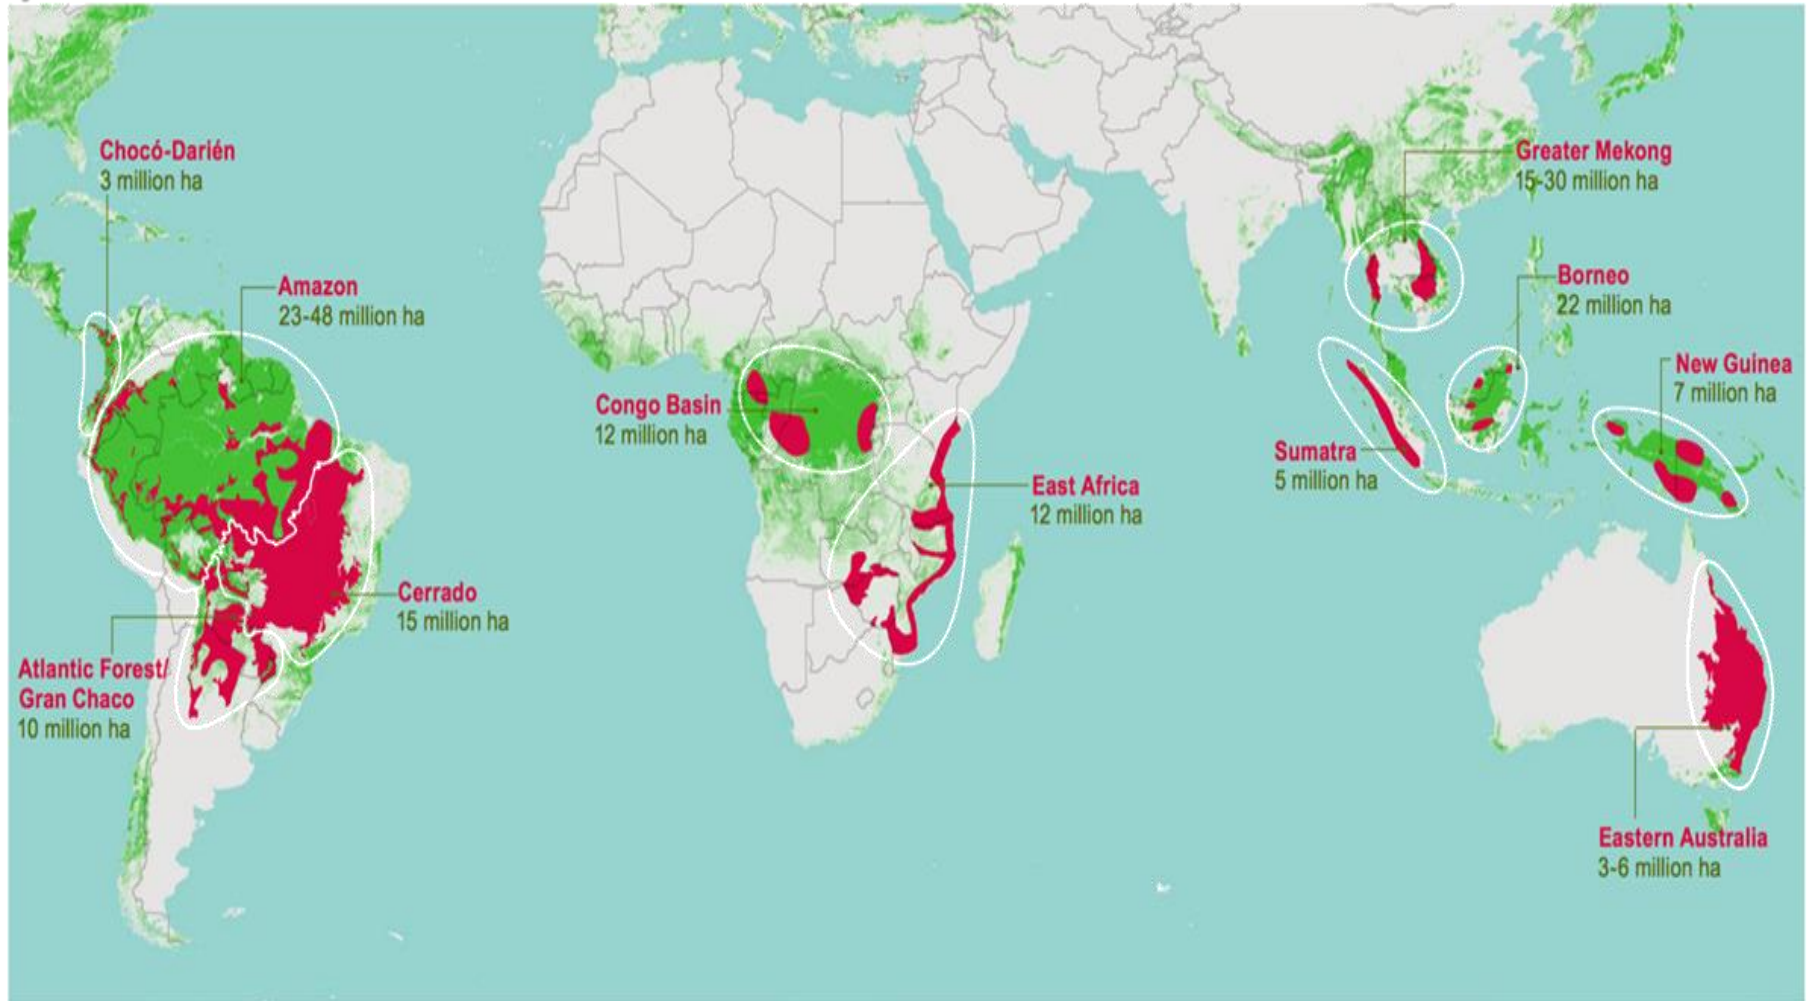 Chocó-Darién
3 million ha
Greater Mekong
15-30 million ha
Amazon
23-48 million ha
Borneo
22 million ha
New Guinea
7 million ha
Congo Basin
12 million ha
Sumatra
5 million ha
East Africa
12 million ha
Cerrado
15 million ha
Atlantic Forest/
Gran Chaco
10 million ha
Eastern Australia
3-6 million ha